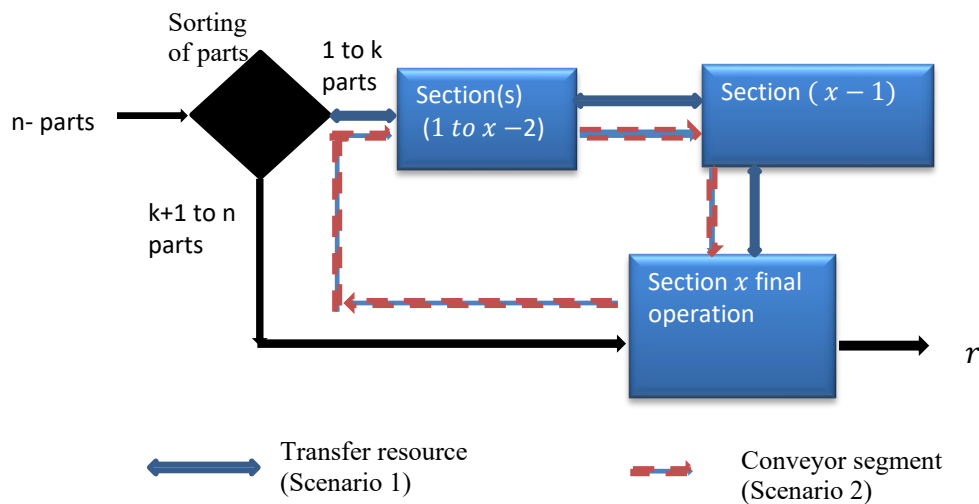 Sorting
of parts
1 to k
parts
n- parts
Section(s)
(1 to x −2)
Section ( x − 1)
k+1 to n
parts
Section x final
operation
r
Transfer resource
(Scenario 1)
Conveyor segment
(Scenario 2)